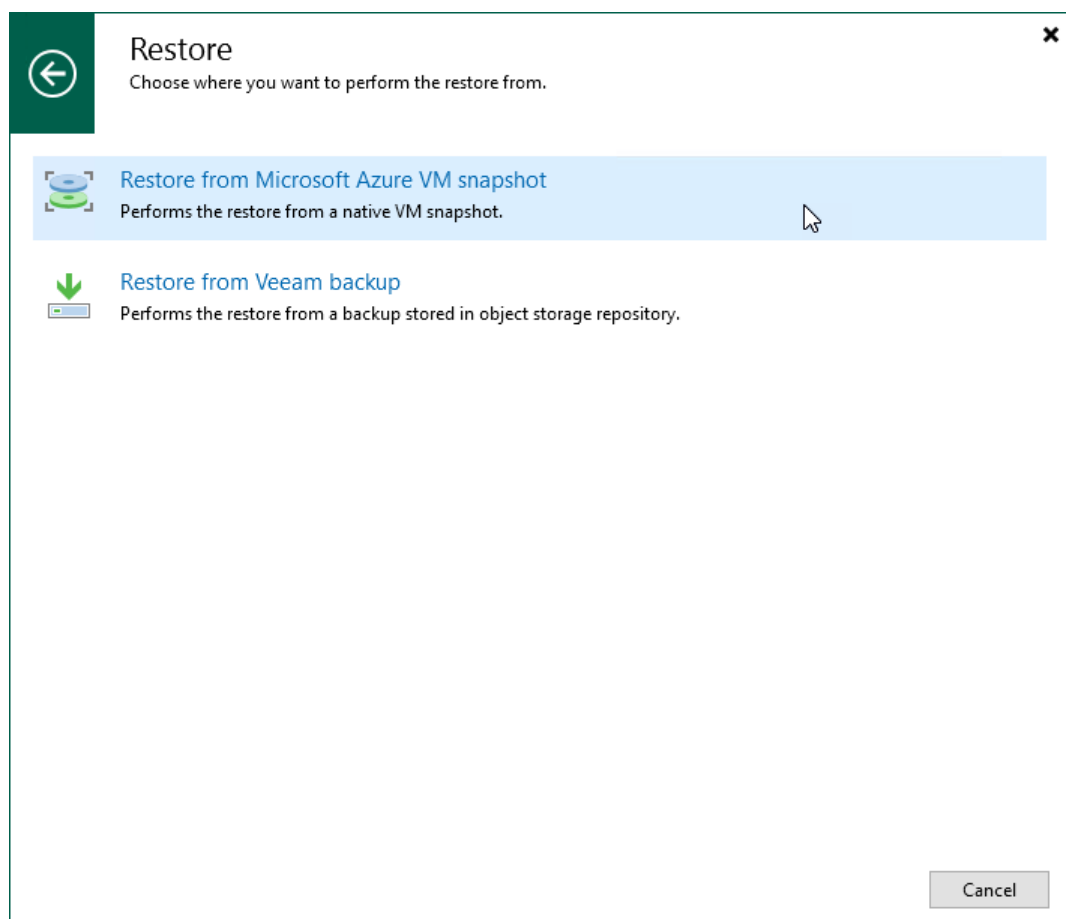 Restore
Choose where you want to perform the restore from.
Restore from Microsoft Azure VM snapshot
Performs the restore from a native VM snapshot.
Restore from Veeam backup
Performs the restore from a backup stored in object storage repository.
Cancel